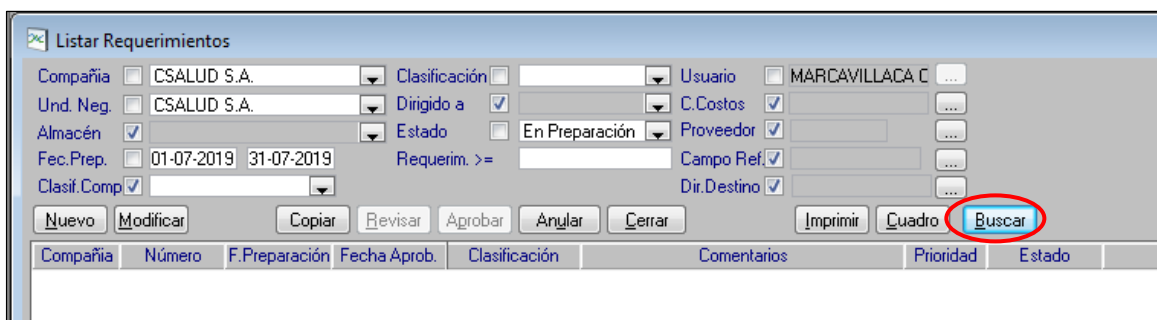 Listar Requerimientos
Compañia CSALUD S.A. Clasificación Usuario MARCAVILLACA C ...
Und. Neg. CSALUD S.A. Dirigido a C.Costos ...
Almacén Estado En Preparación Proveedor ...
Fec.Prep. 01-07-2019 31-07-2019 Requerim. >= Campo Ref. ...
Clasif.Comp Dir.Destino ...
Nuevo Modificar Copiar Revisar Aprobar Anular Cerrar Imprimir Cuadro Buscar
Compañia Número F.Preparación Fecha Aprob. Clasificación Comentarios Prioridad Estado